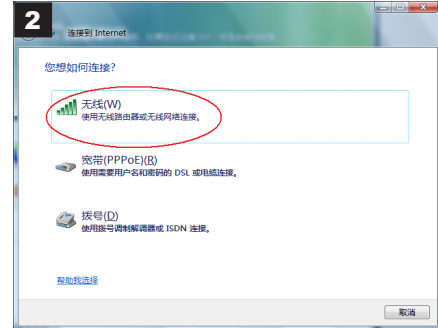 2
连接到 Internet
您想如何连接?
无线(W)
使用无线路由器或无线网络连接。
宽带(PPPoE)(R)
使用需要用户名和密码的 DSL 或电缆连接。
拨号(D)
使用拨号调制解调器或 ISDN 连接。
帮助我选择
取消